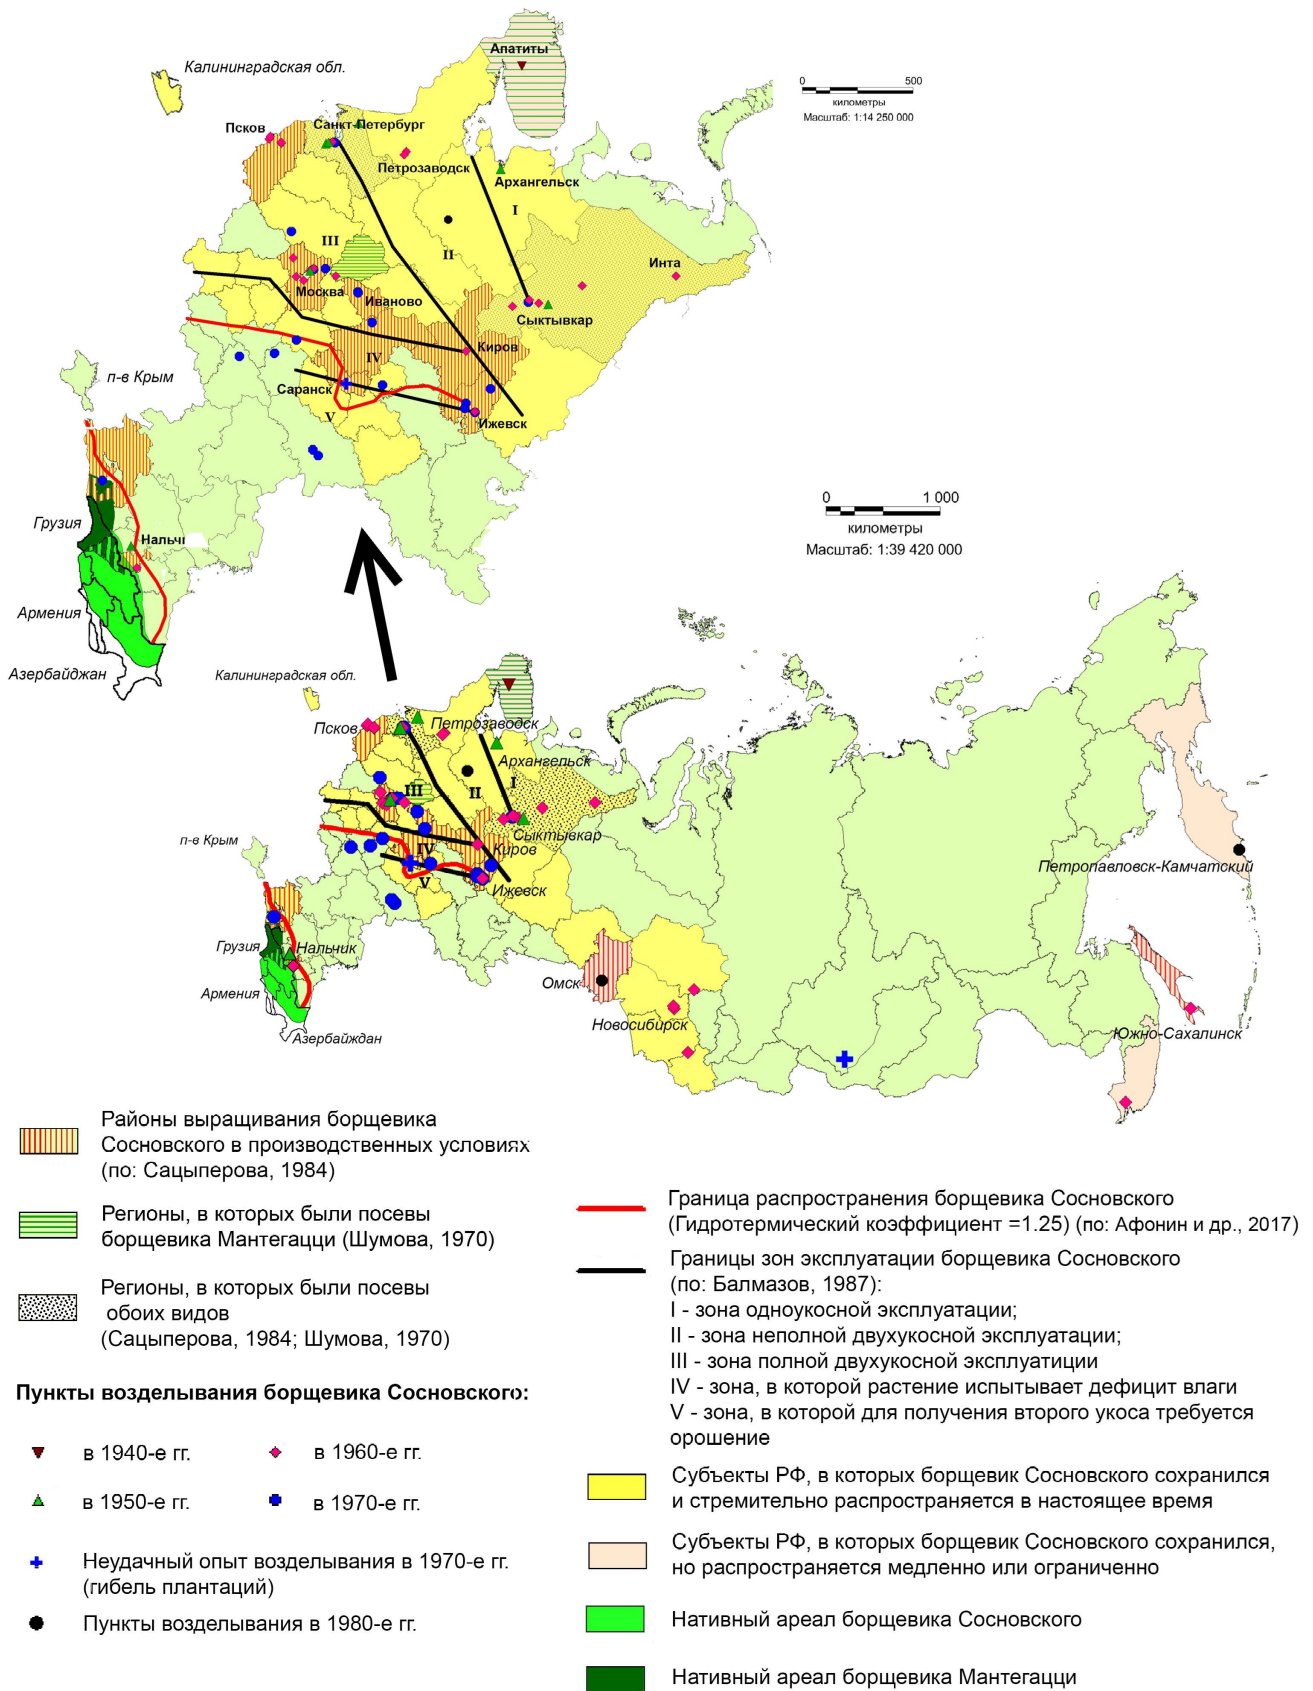 Апатиты
0 500
километры
Масштаб: 1:14 250 000
Калининградская обл.
Псков
Санкт-Петербург
Петрозаводск
Архангельск
I
III
II
Инта
Москва
Иваново
Сыктывкар
Киров
IV
п-в Крым
Саранск
V
Ижевск
0 1 000
километры
Масштаб: 1:39 420 000
Грузия
Нальчи
Армения
Азербайджан
Калининградская обл.
Псков
Петрозаводск
Архангельск
I
III
II
Сыктывкар
п-в Крым
Киров
IV
V
Ижевск
Петропавловск-Камчатский
Грузия
Нальчик
Омск
Армения
Новосибирск
Южно-Сахалинск
Азербайждан
Районы выращивания борщевика
Сосновского в производственных условиях
(по: Сацыперова, 1984)
Регионы, в которых были посевы
борщевика Мантегацци (Шумова, 1970)
Регионы, в которых были посевы
обоих видов
(Сацыперова, 1984; Шумова, 1970)
Пункты возделывания борщевика Сосновского:
в 1940-е гг.
в 1960-е гг.
в 1950-е гг.
в 1970-е гг.
Неудачный опыт возделывания в 1970-е гг.
(гибель плантаций)
Пункты возделывания в 1980-е гг.
Граница распространения борщевика Сосновского
(Гидротермический коэффициент =1.25) (по: Афонин и др., 2017)
Границы зон эксплуатации борщевика Сосновского
(по: Балмазов, 1987):
I - зона одноукосной эксплуатации;
II - зона неполной двухукосной эксплуатации;
III - зона полной двухукосной эксплуатиции
IV - зона, в которой растение испытывает дефицит влаги
V - зона, в которой для получения второго укоса требуется
орошение
Субъекты РФ, в которых борщевик Сосновского сохранился
и стремительно распространяется в настоящее время
Субъекты РФ, в которых борщевик Сосновского сохранился,
но распространяется медленно или ограниченно
Нативный ареал борщевика Сосновского
Нативный ареал борщевика Мантегацци